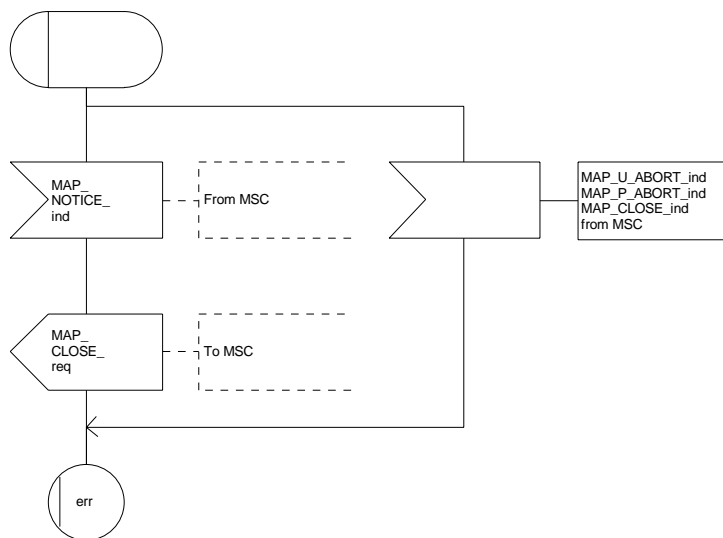 MAP_
NOTICE_
ind
From MSC
MAP_U_ABORT_ind
MAP_P_ABORT_ind
MAP_CLOSE_ind
from MSC
MAP_
CLOSE_
req
To MSC
err